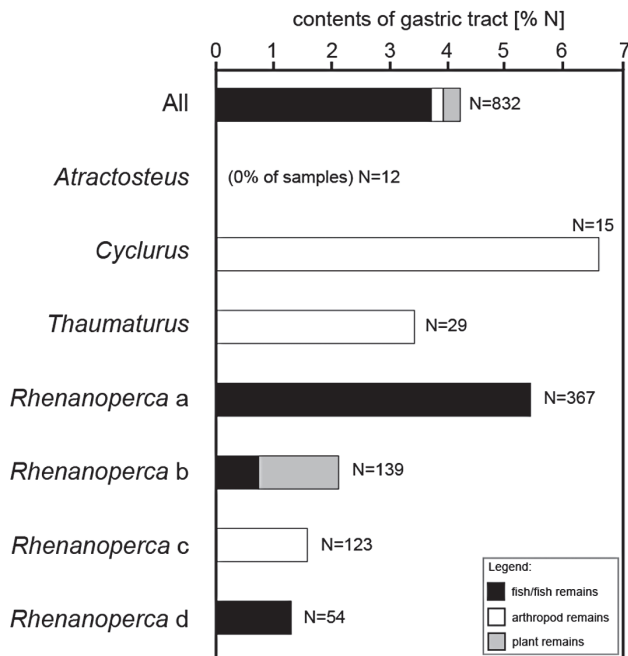 contents of gastric tract [% N]
0 1 2 3 4 5 6 7
All N=832
Atractosteus (0% of samples) N=12
N=15
Cyclurus
Thaumaturus N=29
Rhenanoperca a N=367
Rhenanoperca b N=139
Rhenanoperca c N=123
Rhenanoperca d N=54
Legend:
fish/fish remains
arthropod remains
plant remains